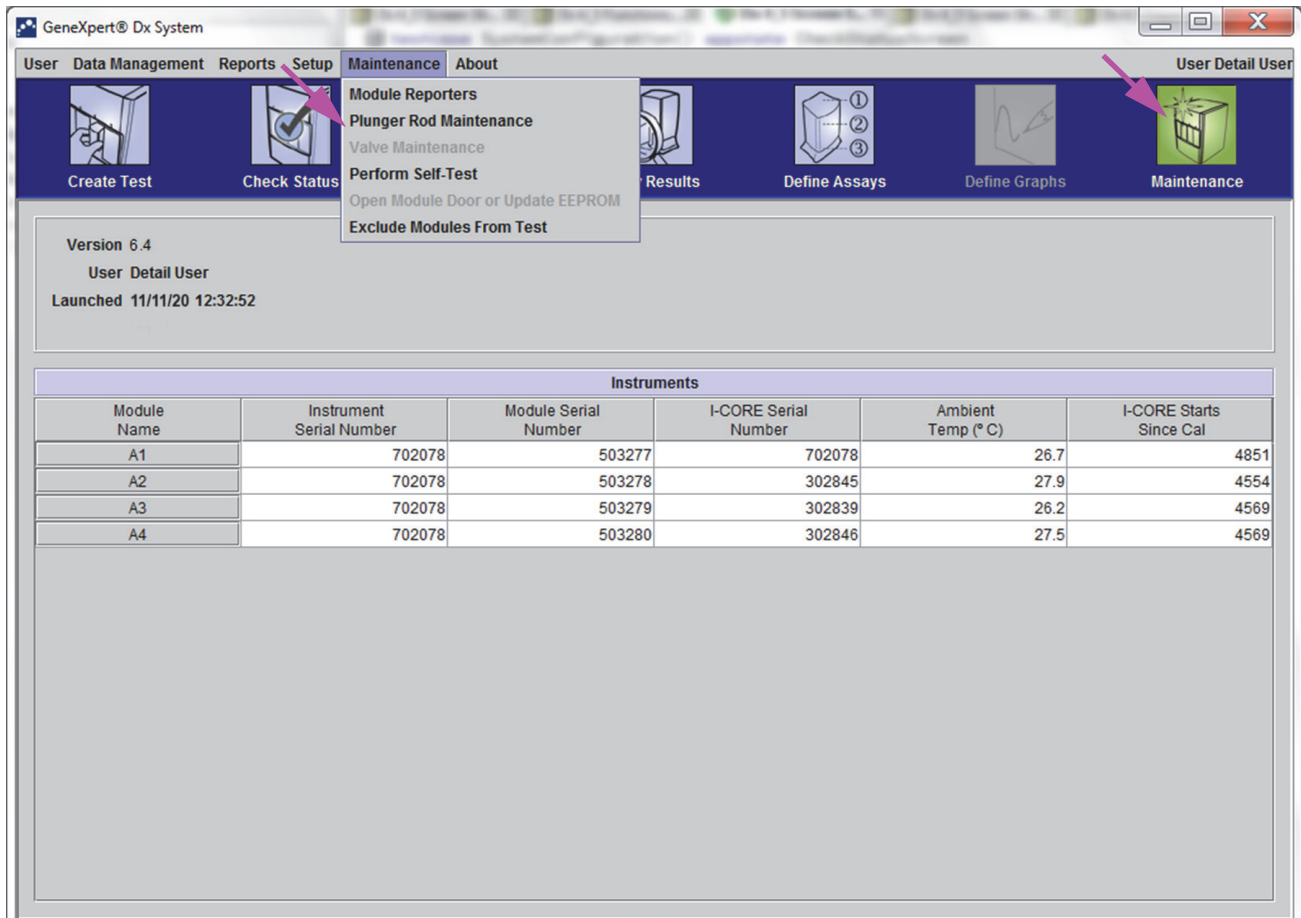 GeneXpert® Dx System
User Data Management Reports Setup Maintenance About User Detail User
Module Reporters
Plunger Rod Maintenance
Valve Maintenance
Perform Self-Test
Open Module Door or Update EEPROM
Exclude Modules From Test
① ② ③
Create Test Check Status Results Define Assays Define Graphs Maintenance
Version 6.4
User Detail User
Launched 11/11/20 12:32:52
Instruments
Module Name Instrument Serial Number Module Serial Number I-CORE Serial Number Ambient Temp (º C) I-CORE Starts Since Cal
A1 702078 503277 702078 26.7 4851
A2 702078 503278 302845 27.9 4554
A3 702078 503279 302839 26.2 4569
A4 702078 503280 302846 27.5 4569